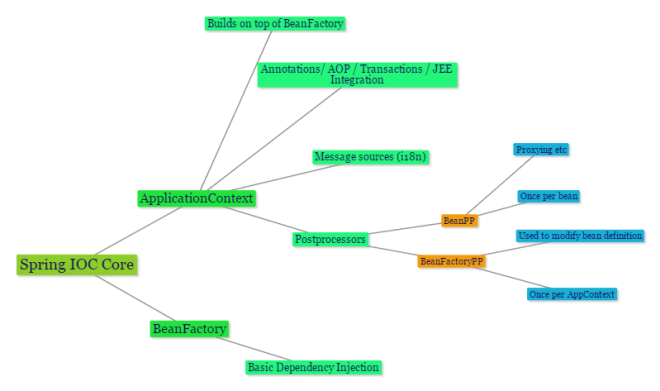 Builds on top of BeanFactory
Annotations/ AOP / Transactions / JEE
Integration
Message sources (i18n)
Proxying etc
ApplicationContext
Once per bean
BeanPP
Postprocessors
Used to modify bean definition
BeanFactoryPP
Spring IOC Core
Once per AppContext
BeanFactory
Basic Dependency Injection